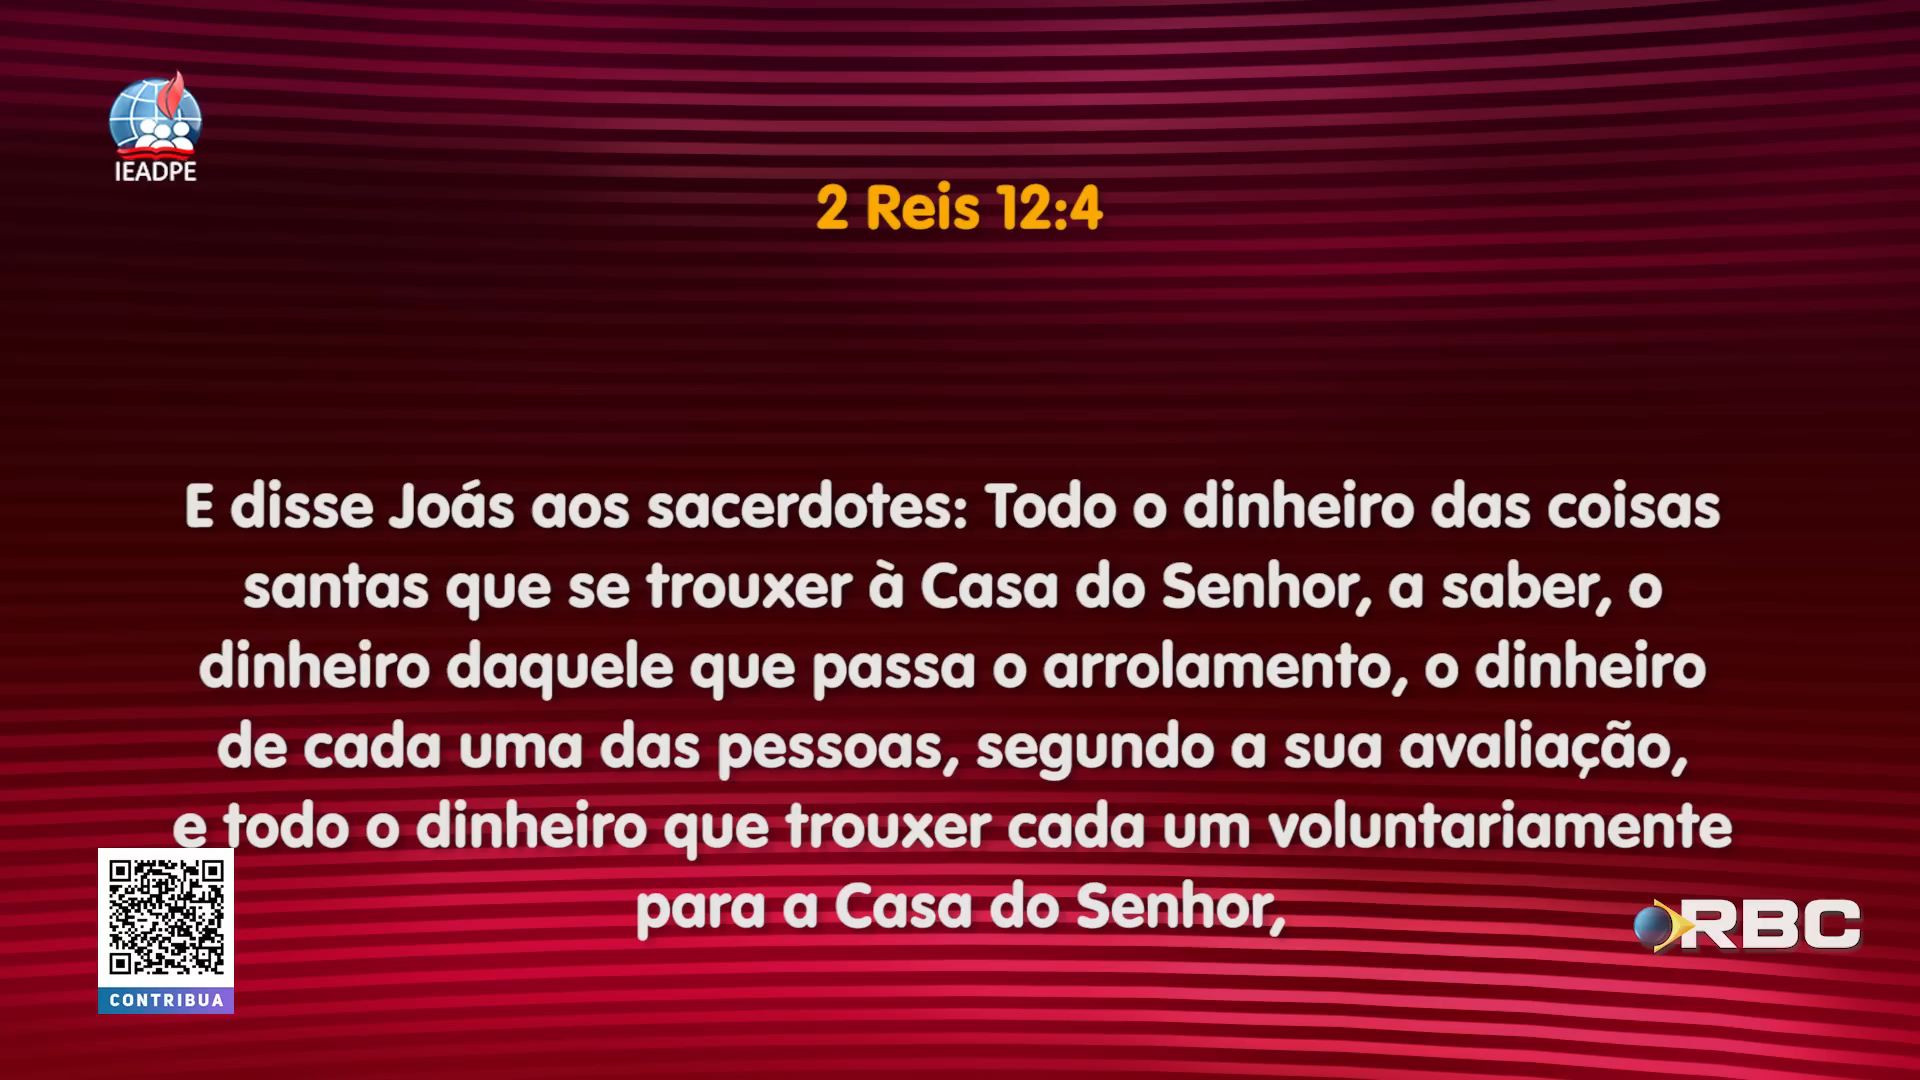 IEADPE
2 Reis 12:4
E disse Joás aos sacerdotes: Todo o dinheiro das coisas
santas que se trouxer à Casa do Senhor, a saber, o
dinheiro daquele que passa o arrolamento, o dinheiro
de cada uma das pessoas, segundo a sua avaliação,
e todo o dinheiro que trouxer cada um voluntariamente
para a Casa do Senhor,
RBC
CONTRIBUA